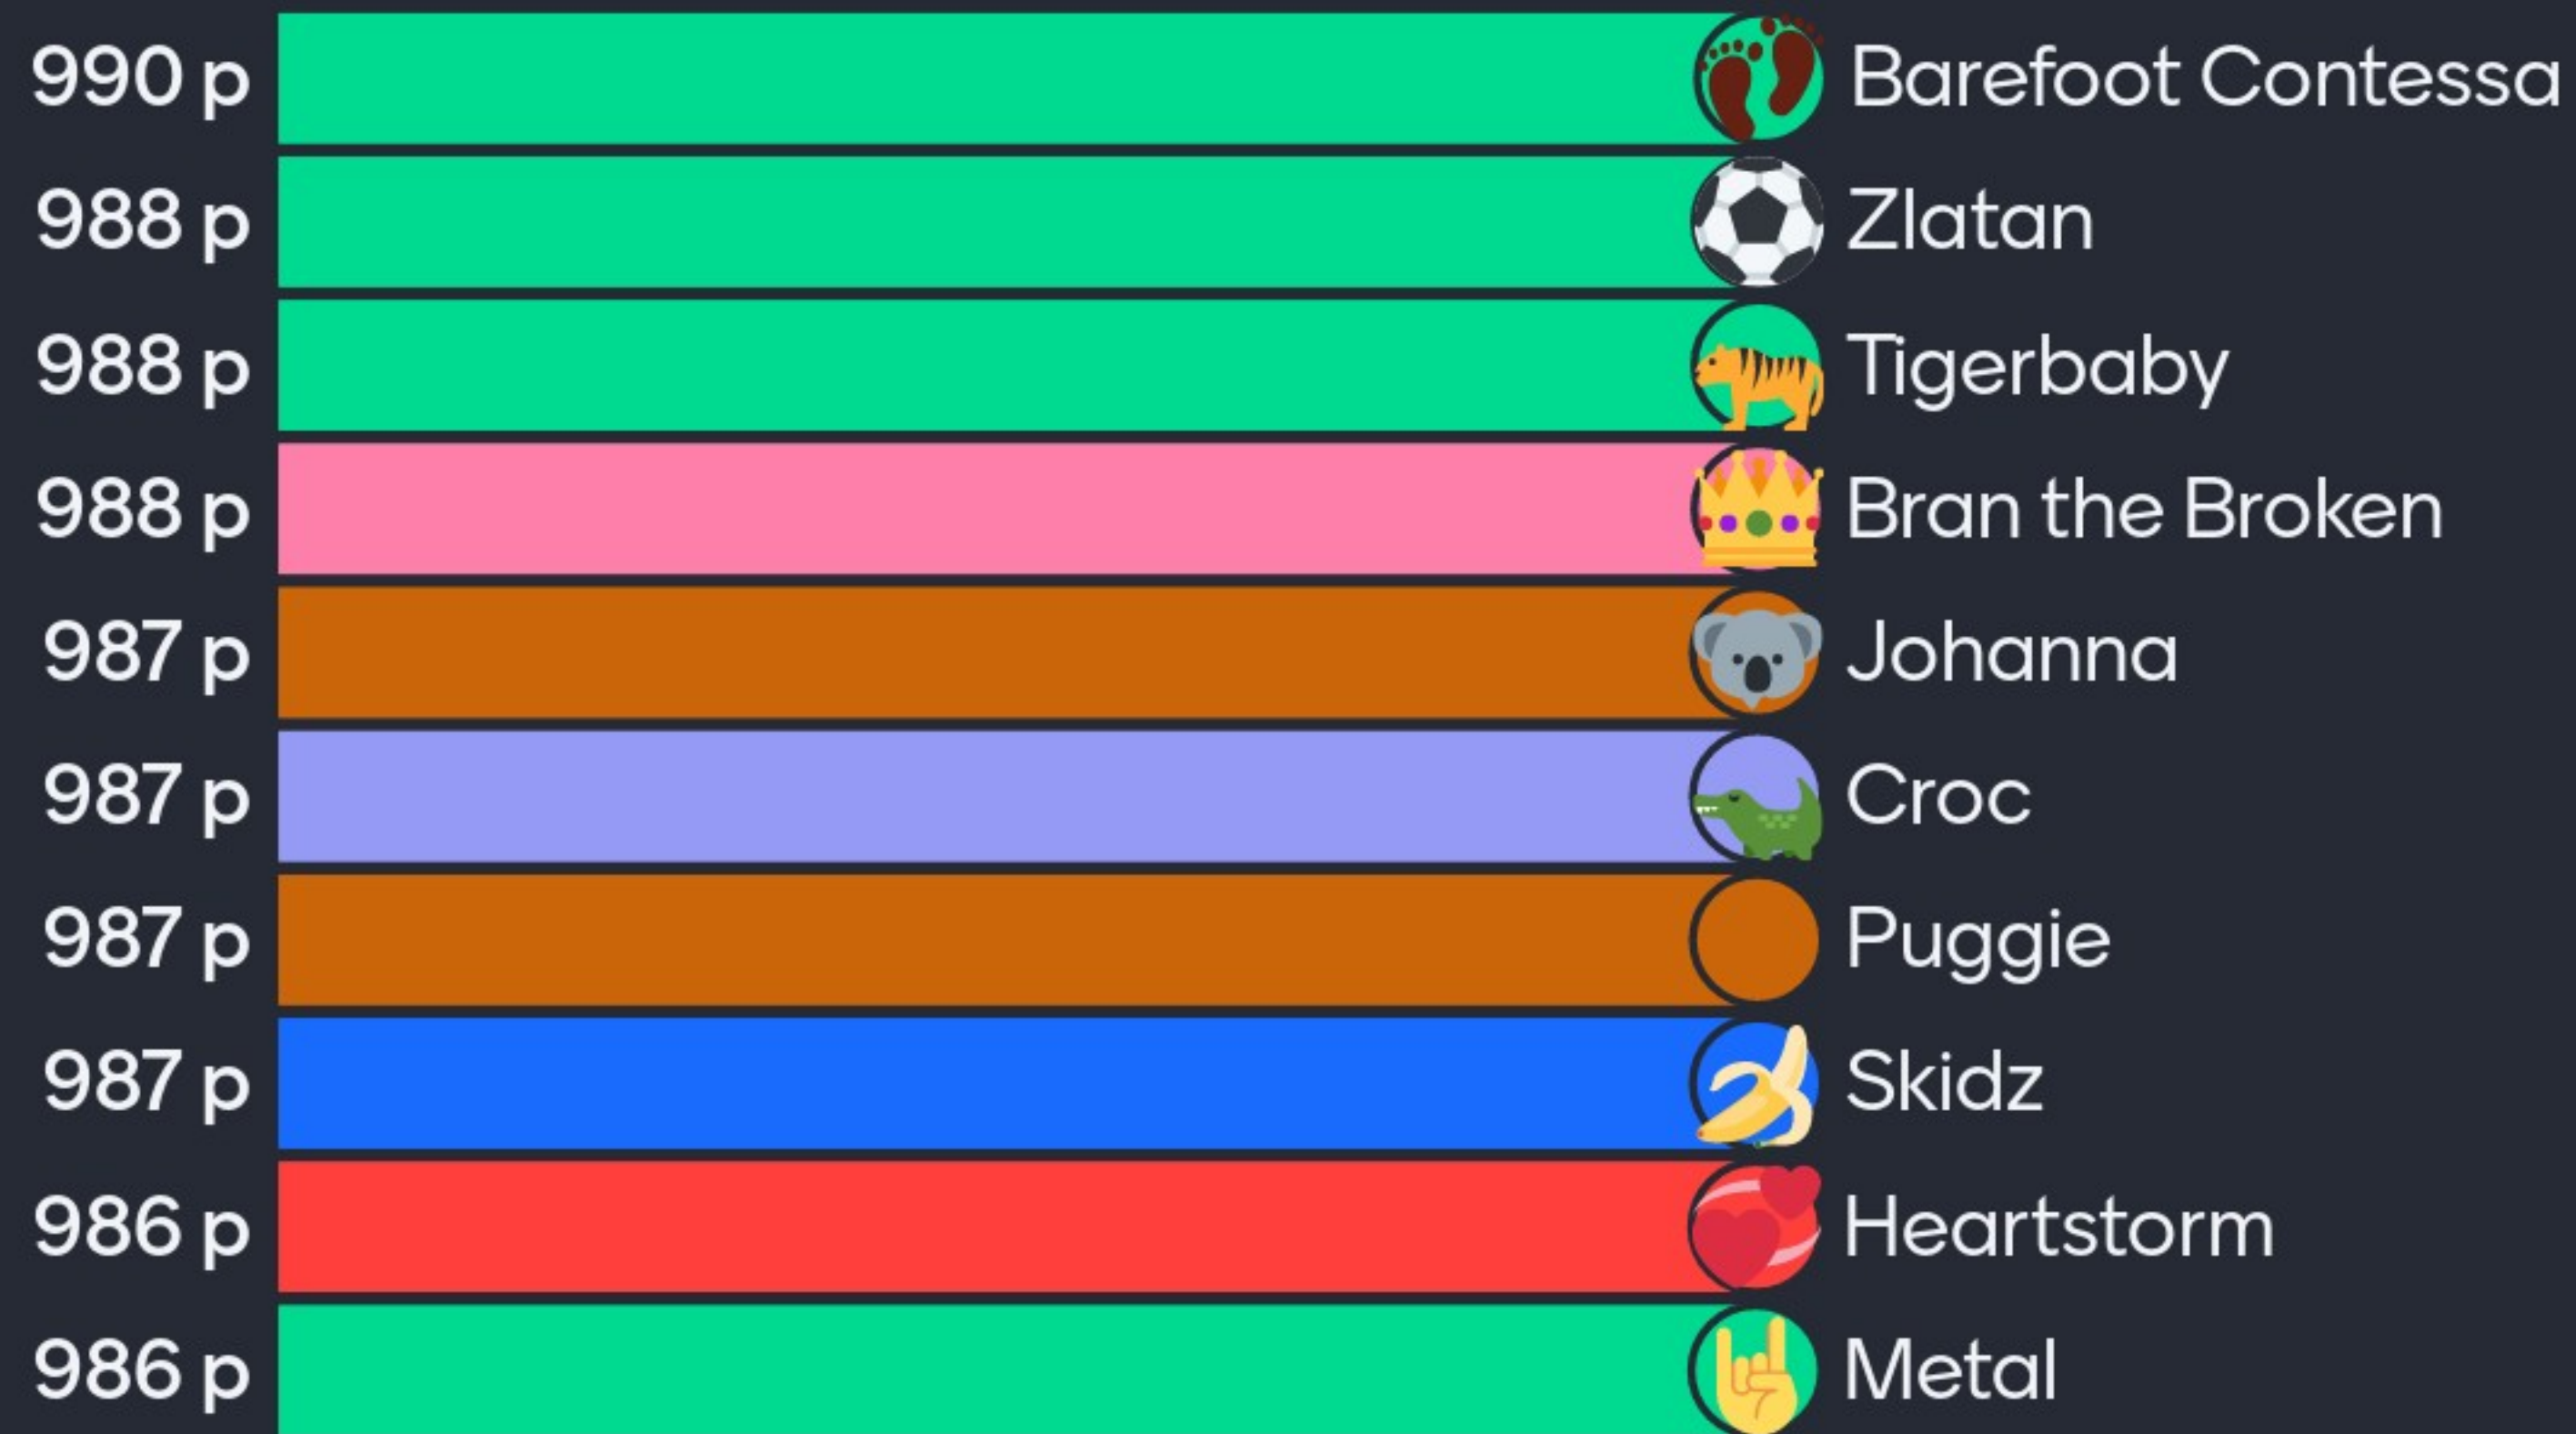 990 p Barefoot Contessa
988 p Zlatan
988 p Tigerbaby
988 p Bran the Broken
987 p Johanna
987 p Croc
987 p Puggie
987 p Skidz
986 p Heartstorm
986 p Metal